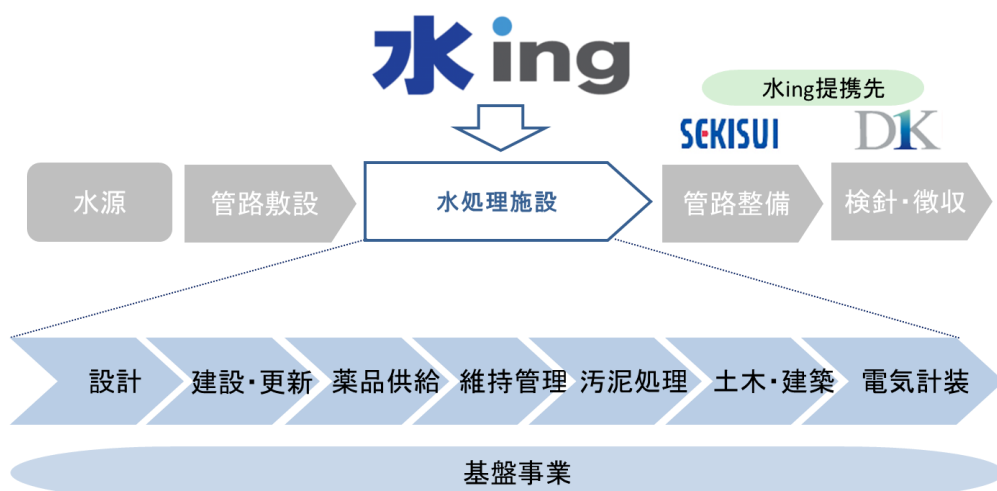 水ing
水ing提携先
SEKISUI
D1K
水源
管路敷設
水処理施設
管路整備
検針・徴収
設計
建設・更新
薬品供給
維持管理
汚泥処理
土木・建築
電気計装
基盤事業